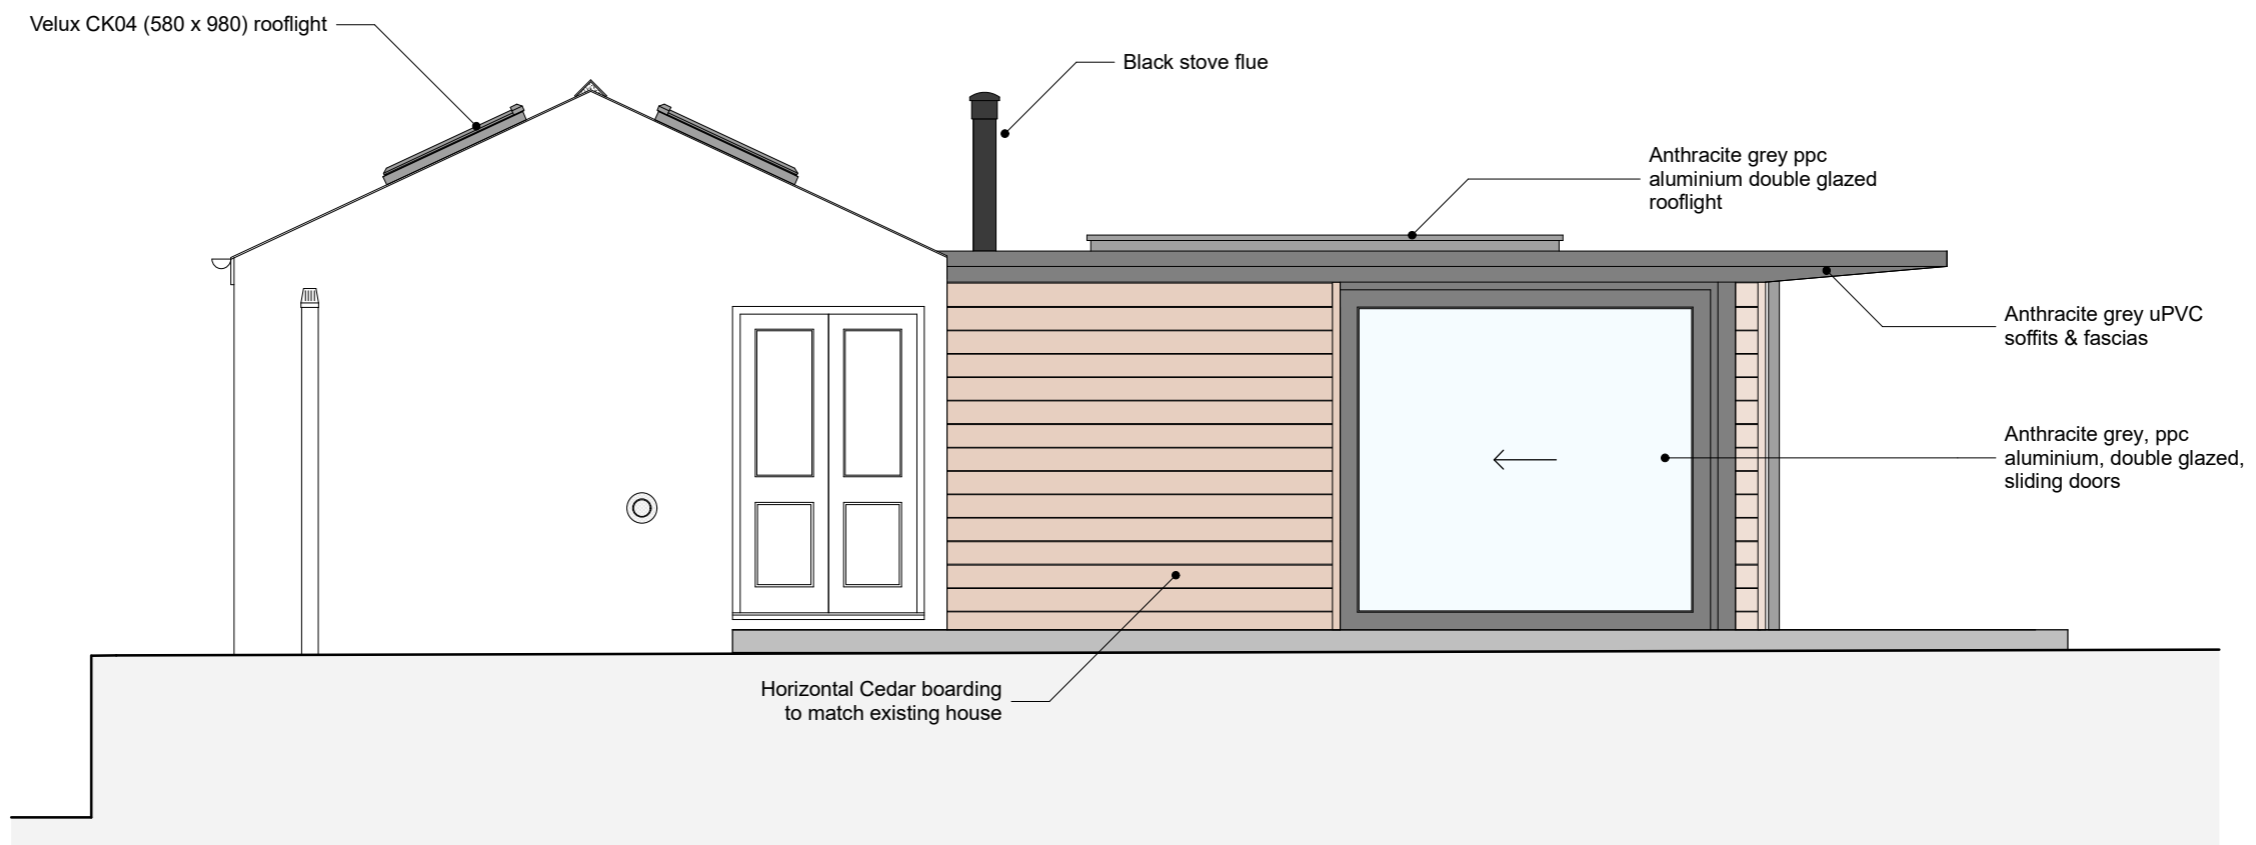 Velux CK04 (580 x 980) rooflight
Black stove flue
Anthracite grey ppc
aluminium double glazed
rooflight
Anthracite grey uPVC
soffits & fascias
Anthracite grey, ppc
aluminium, double glazed,
sliding doors
Horizontal Cedar boarding
to match existing house